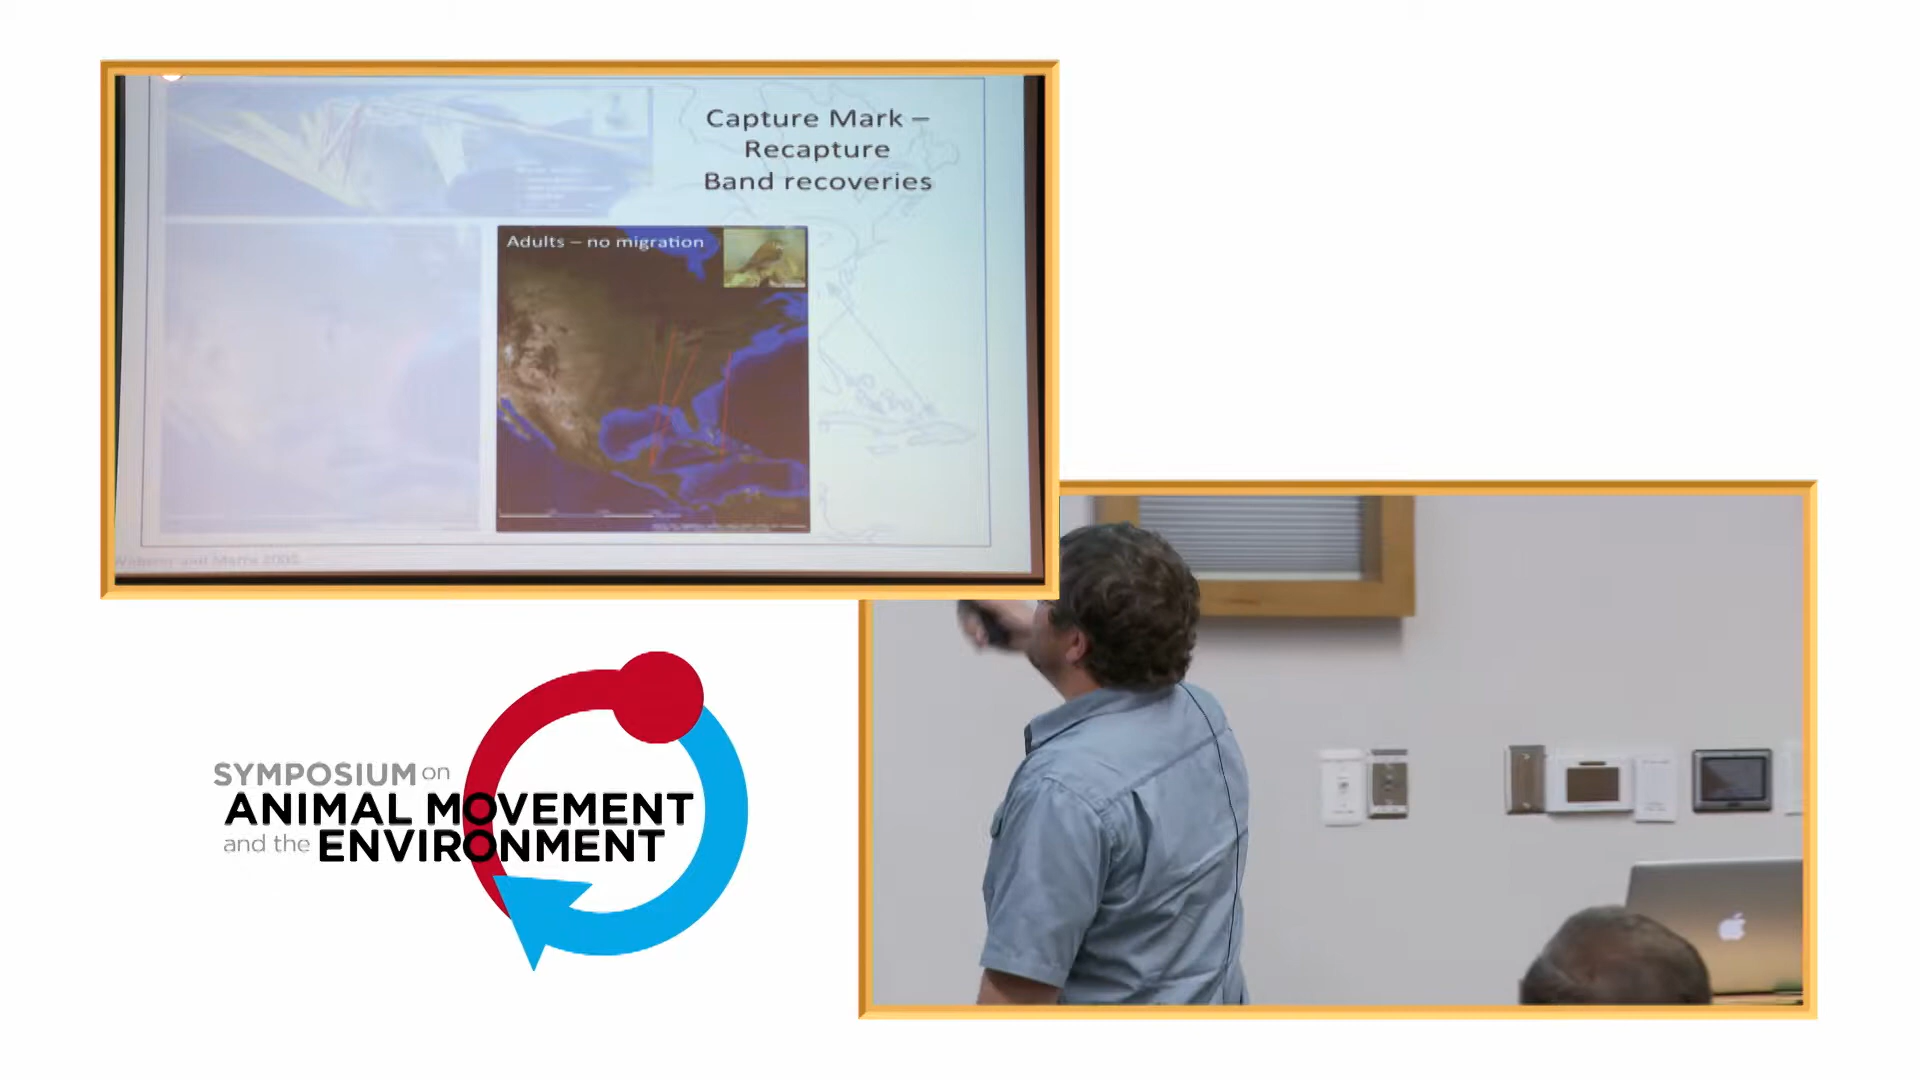 Capture Mark –
Recapture
Band recoveries
Adults – no migration
SYMPOSIUM on
ANIMAL MOVEMENT
and the ENVIRONMENT